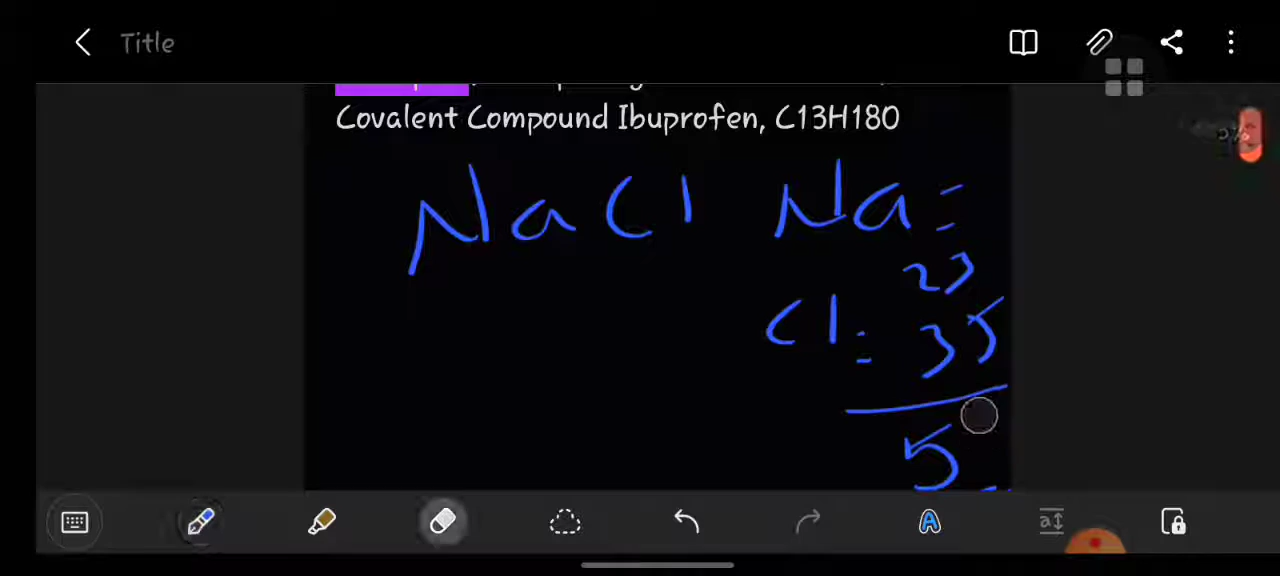 Title
Covalent Compound Ibuprofen, C13H18O
NaCl Na=
23
Cl= 35
5